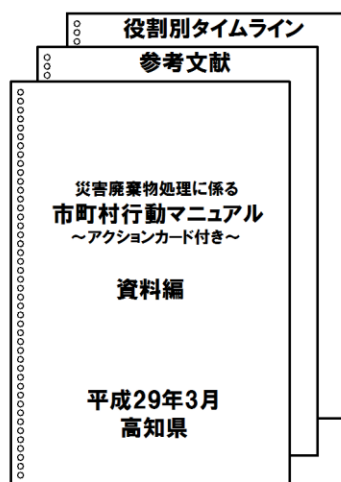 役割別タイムライン
参考文献
災害廃棄物処理に係る
市町村行動マニュアル
～アクションカード付き～
資料編
平成29年3月
高知県